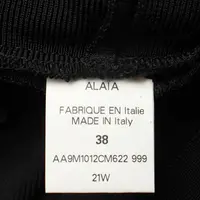 ALAÏA
FABRIQUE EN Italie
MADE IN Italy
38
AA9M1012CM622 999
21W